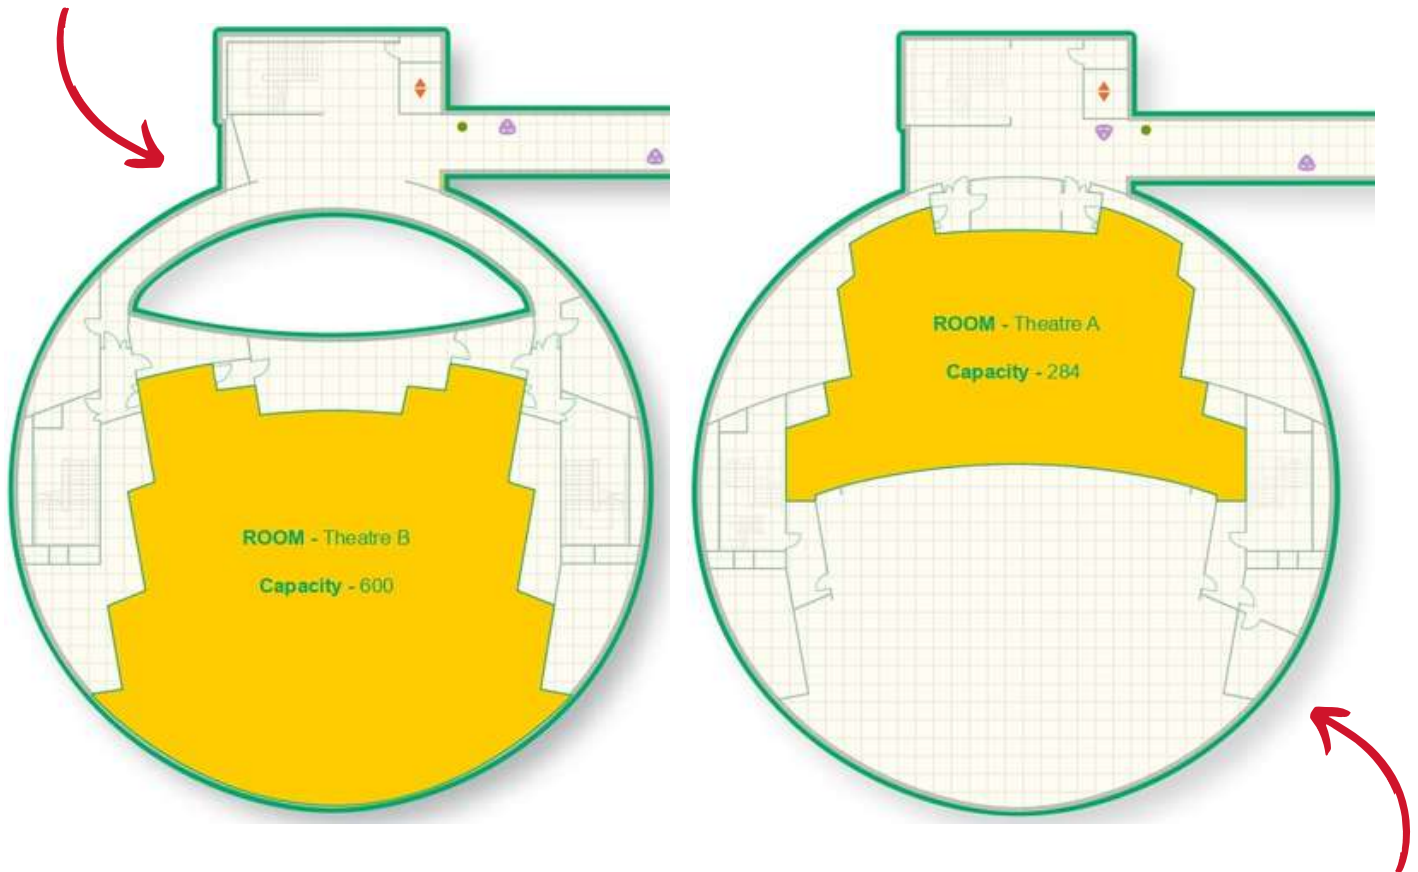 ROOM - Theatre B
Capacity - 600
ROOM - Theatre A
Capacity - 284